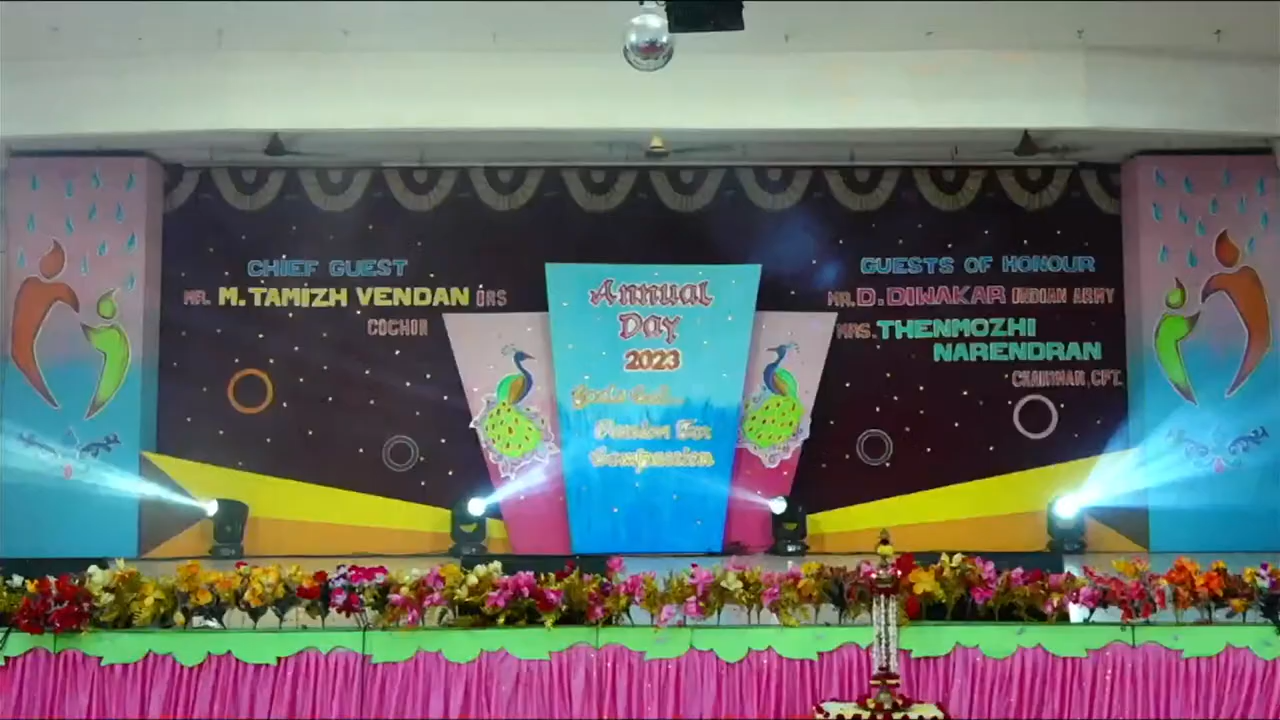 CHIEF GUEST
MR. M. TAMIZH VENDAN IRS
COCHIN
Annual
Day
2023
Passion For
Compassion
GUESTS OF HONOUR
MR. D. DIWAKAR INDIAN ARMY
MRS. THENMOZHI
NARENDRAN
CHAIRMAN, CPT.